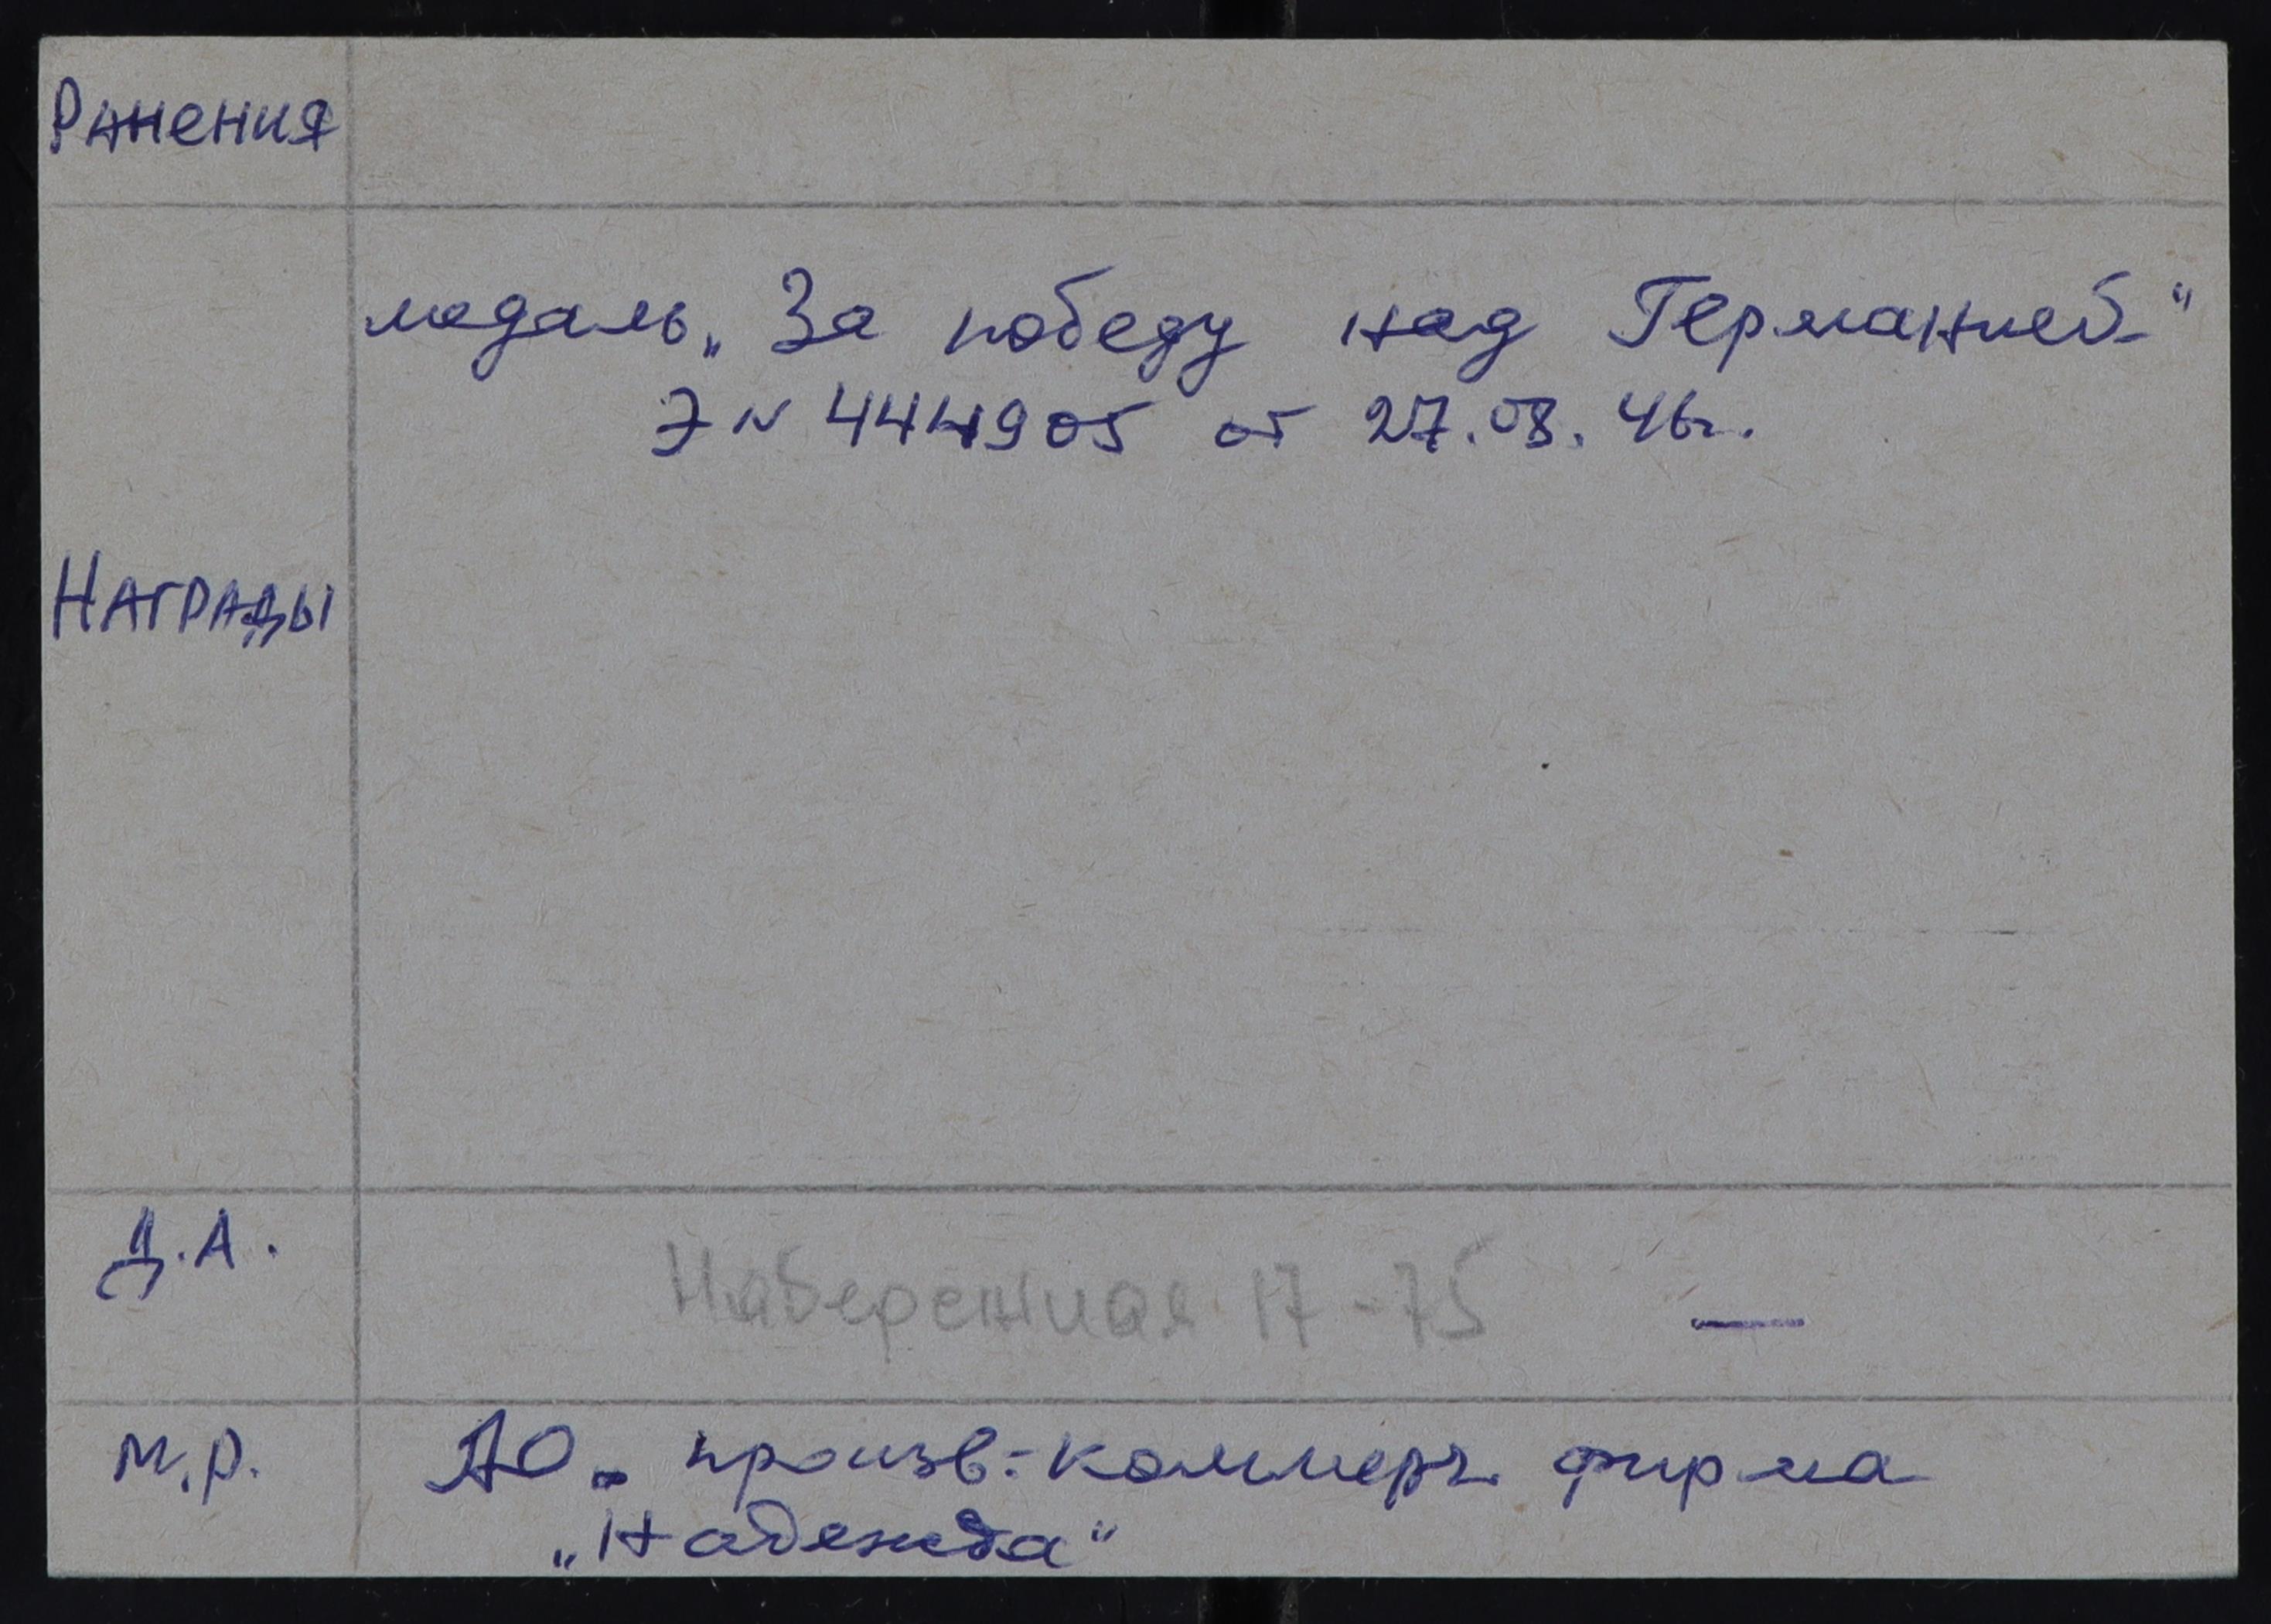 Ранения
медаль „За победу над Германией“
Э N 444905 от 27.08.46г.
Награды
Д.А.
Набережная 17-75 —
М.Р.
АО. произв.-коммерч. фирма
„Надежда“